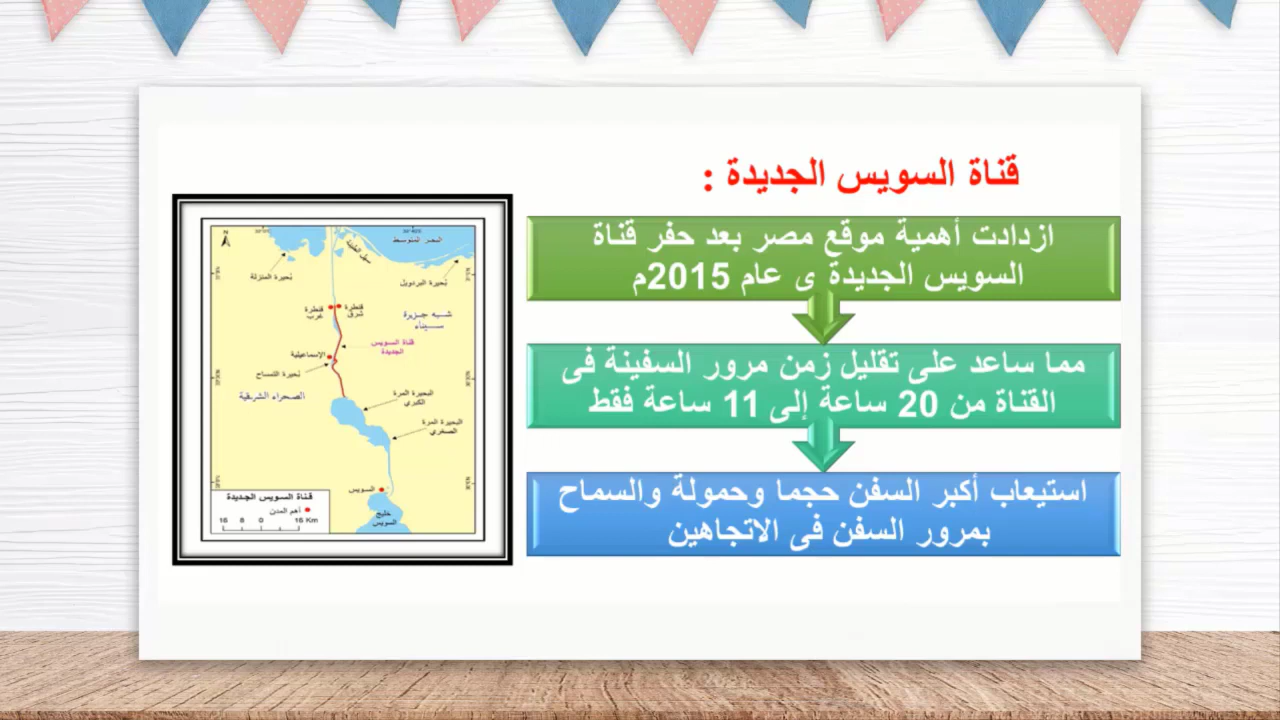 قناة السويس الجديدة :
ازدادت أهمية موقع مصر بعد حفر قناة
السويس الجديدة ى عام 2015م
مما ساعد على تقليل زمن مرور السفينة فى
القناة من 20 ساعة إلى 11 ساعة فقط
استيعاب أكبر السفن حجما وحمولة والسماح
بمرور السفن فى الاتجاهين
N
البحر المتوسط
سهل الطينة
بحيرة المنزلة
بحيرة البردويل
قنطرة شرق
قنطرة غرب
شبه جزيرة
سيناء
قناة السويس
الجديدة
الإسماعيلية
بحيرة التمساح
الصحراء الشرقية
البحيرة المرة
الكبري
البحيرة المرة
الصغري
السويس
خليج
السويس
قناة السويس الجديدة
أهم المدن
16 8 0 16 Km